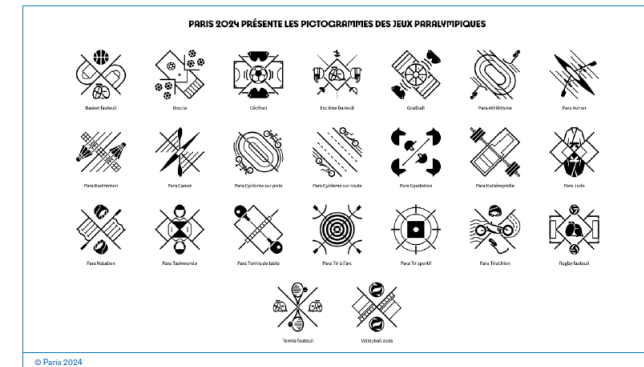 PARIS 2024 PRÉSENTE LES PICTOGRAMMES DES JEUX PARALYMPIQUES
Basket fauteuil
Boccia
Cécifoot
Escrime fauteuil
Goalball
Para Athlétisme
Para Aviron
Para Badminton
Para Canoë
Para Cyclisme sur piste
Para Cyclisme sur route
Para Equitation
Para Haltérophilie
Para Judo
Para Natation
Para Taekwondo
Para Tennis de table
Para Tir à l'arc
Para Tir sportif
Para Triathlon
Rugby fauteuil
Tennis fauteuil
Volleyball assis
© Paris 2024